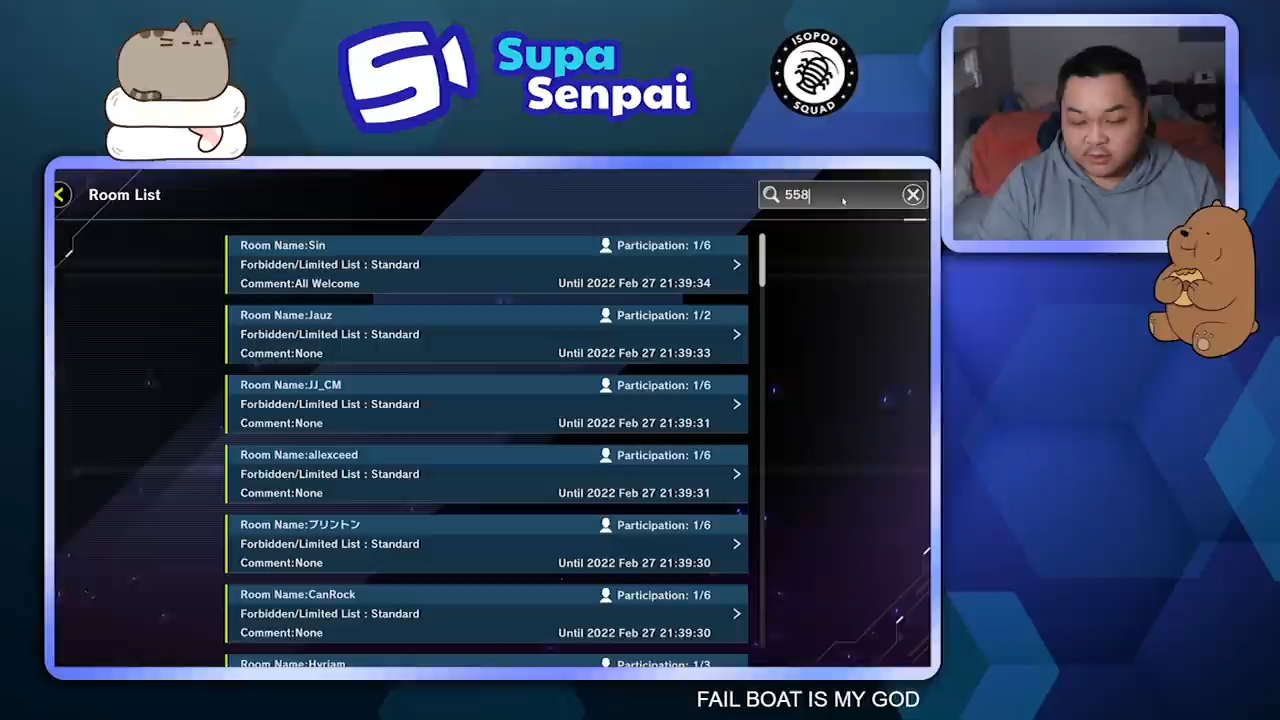 Supa
Senpai
ISOPOD
SQUAD
Room List
558
Room Name:Sin
Participation: 1/6
Forbidden/Limited List : Standard
Comment:All Welcome
Until 2022 Feb 27 21:39:34
Room Name:Jauz
Participation: 1/2
Forbidden/Limited List : Standard
Comment:None
Until 2022 Feb 27 21:39:33
Room Name:JJ_CM
Participation: 1/6
Forbidden/Limited List : Standard
Comment:None
Until 2022 Feb 27 21:39:31
Room Name:allexceed
Participation: 1/6
Forbidden/Limited List : Standard
Comment:None
Until 2022 Feb 27 21:39:31
Room Name:プリントン
Participation: 1/6
Forbidden/Limited List : Standard
Comment:None
Until 2022 Feb 27 21:39:30
Room Name:CanRock
Participation: 1/6
Forbidden/Limited List : Standard
Comment:None
Until 2022 Feb 27 21:39:30
Room Name:Hyriam
Participation: 1/3
FAIL BOAT IS MY GOD